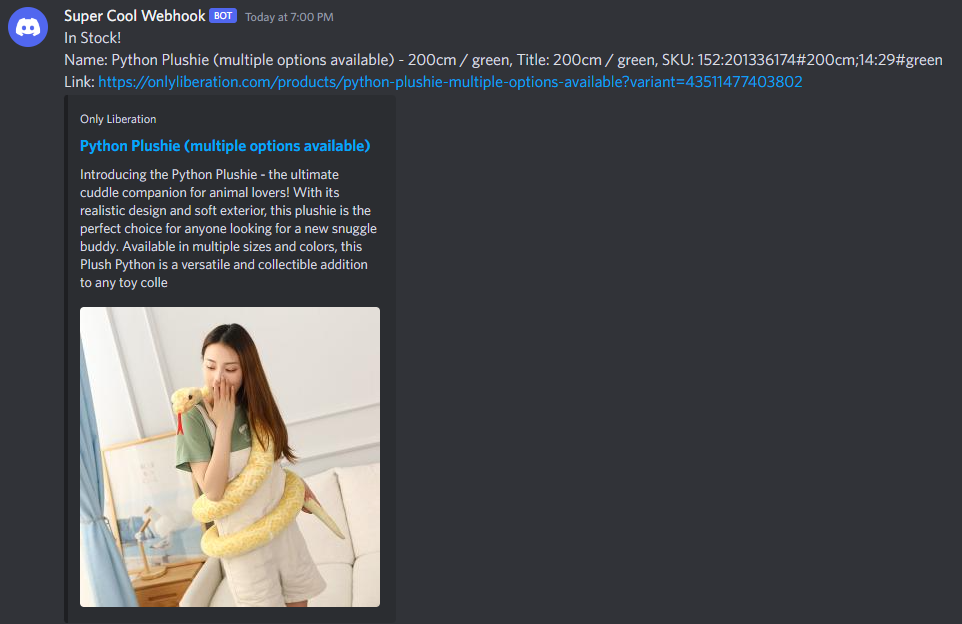 Super Cool Webhook BOT Today at 7:00 PM
In Stock!
Name: Python Plushie (multiple options available) - 200cm / green, Title: 200cm / green, SKU: 152:201336174#200cm;14:29#green
Link: https://onlyliberation.com/products/python-plushie-multiple-options-available?variant=43511477403802
Only Liberation
Python Plushie (multiple options available)
Introducing the Python Plushie - the ultimate
cuddle companion for animal lovers! With its
realistic design and soft exterior, this plushie is the
perfect choice for anyone looking for a new snuggle
buddy. Available in multiple sizes and colors, this
Plush Python is a versatile and collectible addition
to any toy colle